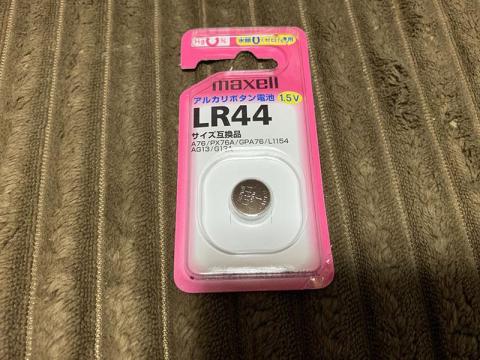 maxell
アルカリボタン電池 1.5V
LR44
サイズ互換品
A76/PX76A/GPA76/L1154